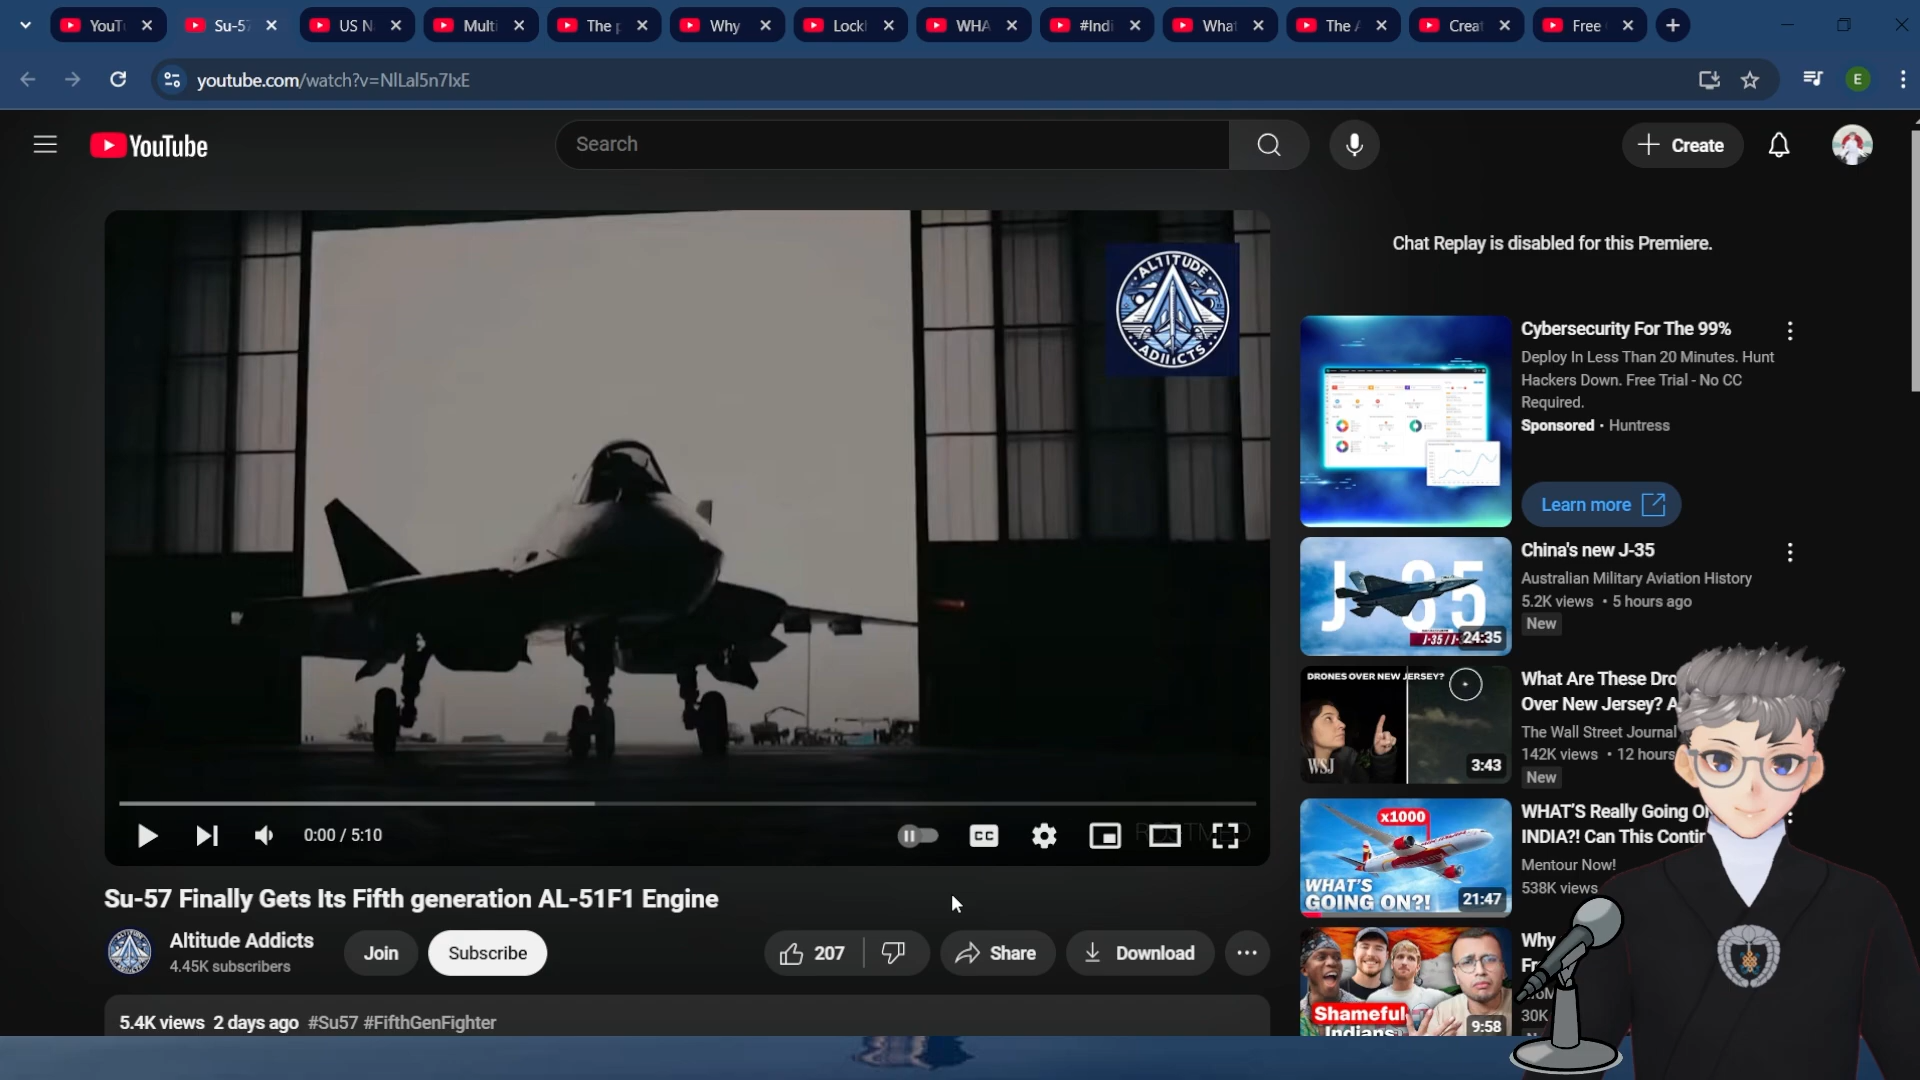 YouT
Su-57
US N
Multi
The p
Why
Lock
WHA
#Indi
What
The A
Creat
Free
youtube.com/watch?v=NlLal5n7IxE
E
YouTube
Search
Create
ALTITUDE
ADIICTS
Chat Replay is disabled for this Premiere.
Cybersecurity For The 99%
Deploy In Less Than 20 Minutes. Hunt
Hackers Down. Free Trial - No CC
Required.
Sponsored • Huntress
Learn more
J-35
24:35
China's new J-35
Australian Military Aviation History
5.2K views • 5 hours ago
New
DRONES OVER NEW JERSEY?
WSJ
3:43
What Are These Dro
Over New Jersey? A
The Wall Street Journal
142K views • 12 hours
New
x1000
WHAT'S
GOING ON?!
21:47
WHAT'S Really Going O
INDIA?! Can This Contin
Mentour Now!
538K views
Shameful
Indians
9:58
Why
30K
0:00 / 5:10
CC
Su-57 Finally Gets Its Fifth generation AL-51F1 Engine
Altitude Addicts
4.45K subscribers
Join
Subscribe
207
Share
Download
5.4K views 2 days ago #Su57 #FifthGenFighter